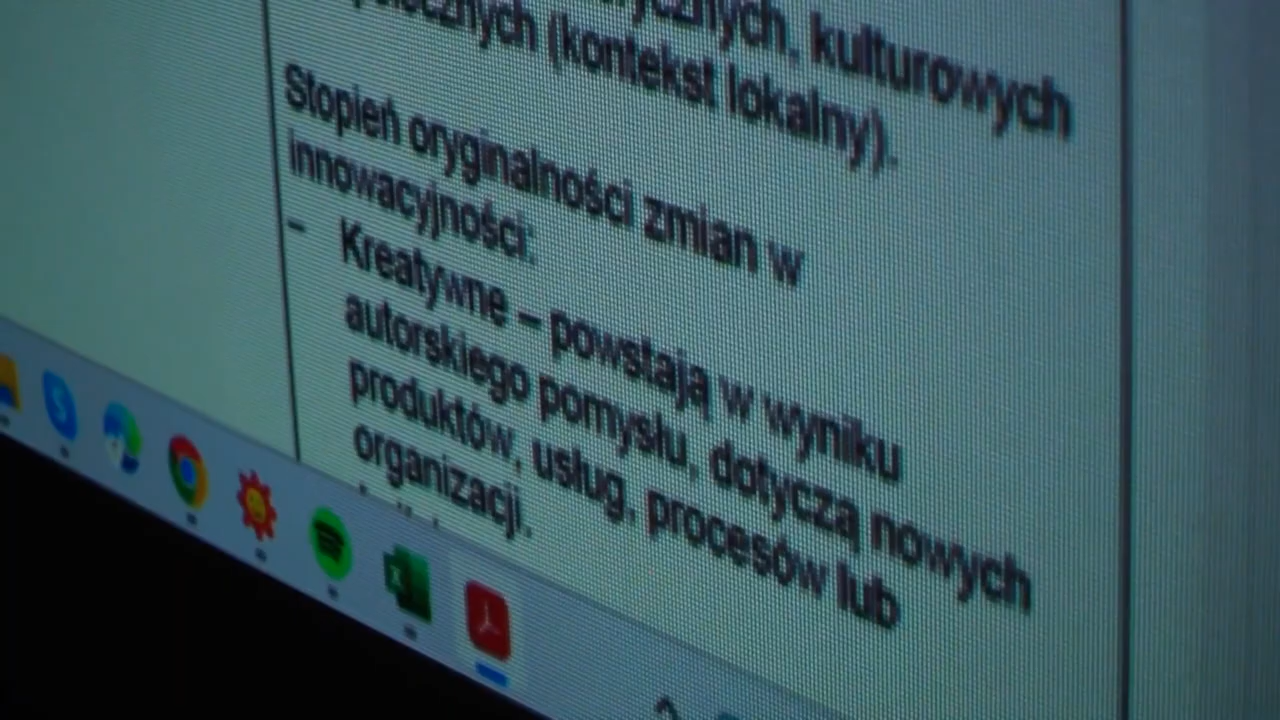 kulturowych
(kontekst lokalny).
Stopień oryginalności zmian w
innowacyjności:
– Kreatywne – powstają w wyniku
autorskiego pomysłu, dotyczą nowych
produktów, usług, procesów lub
organizacji.